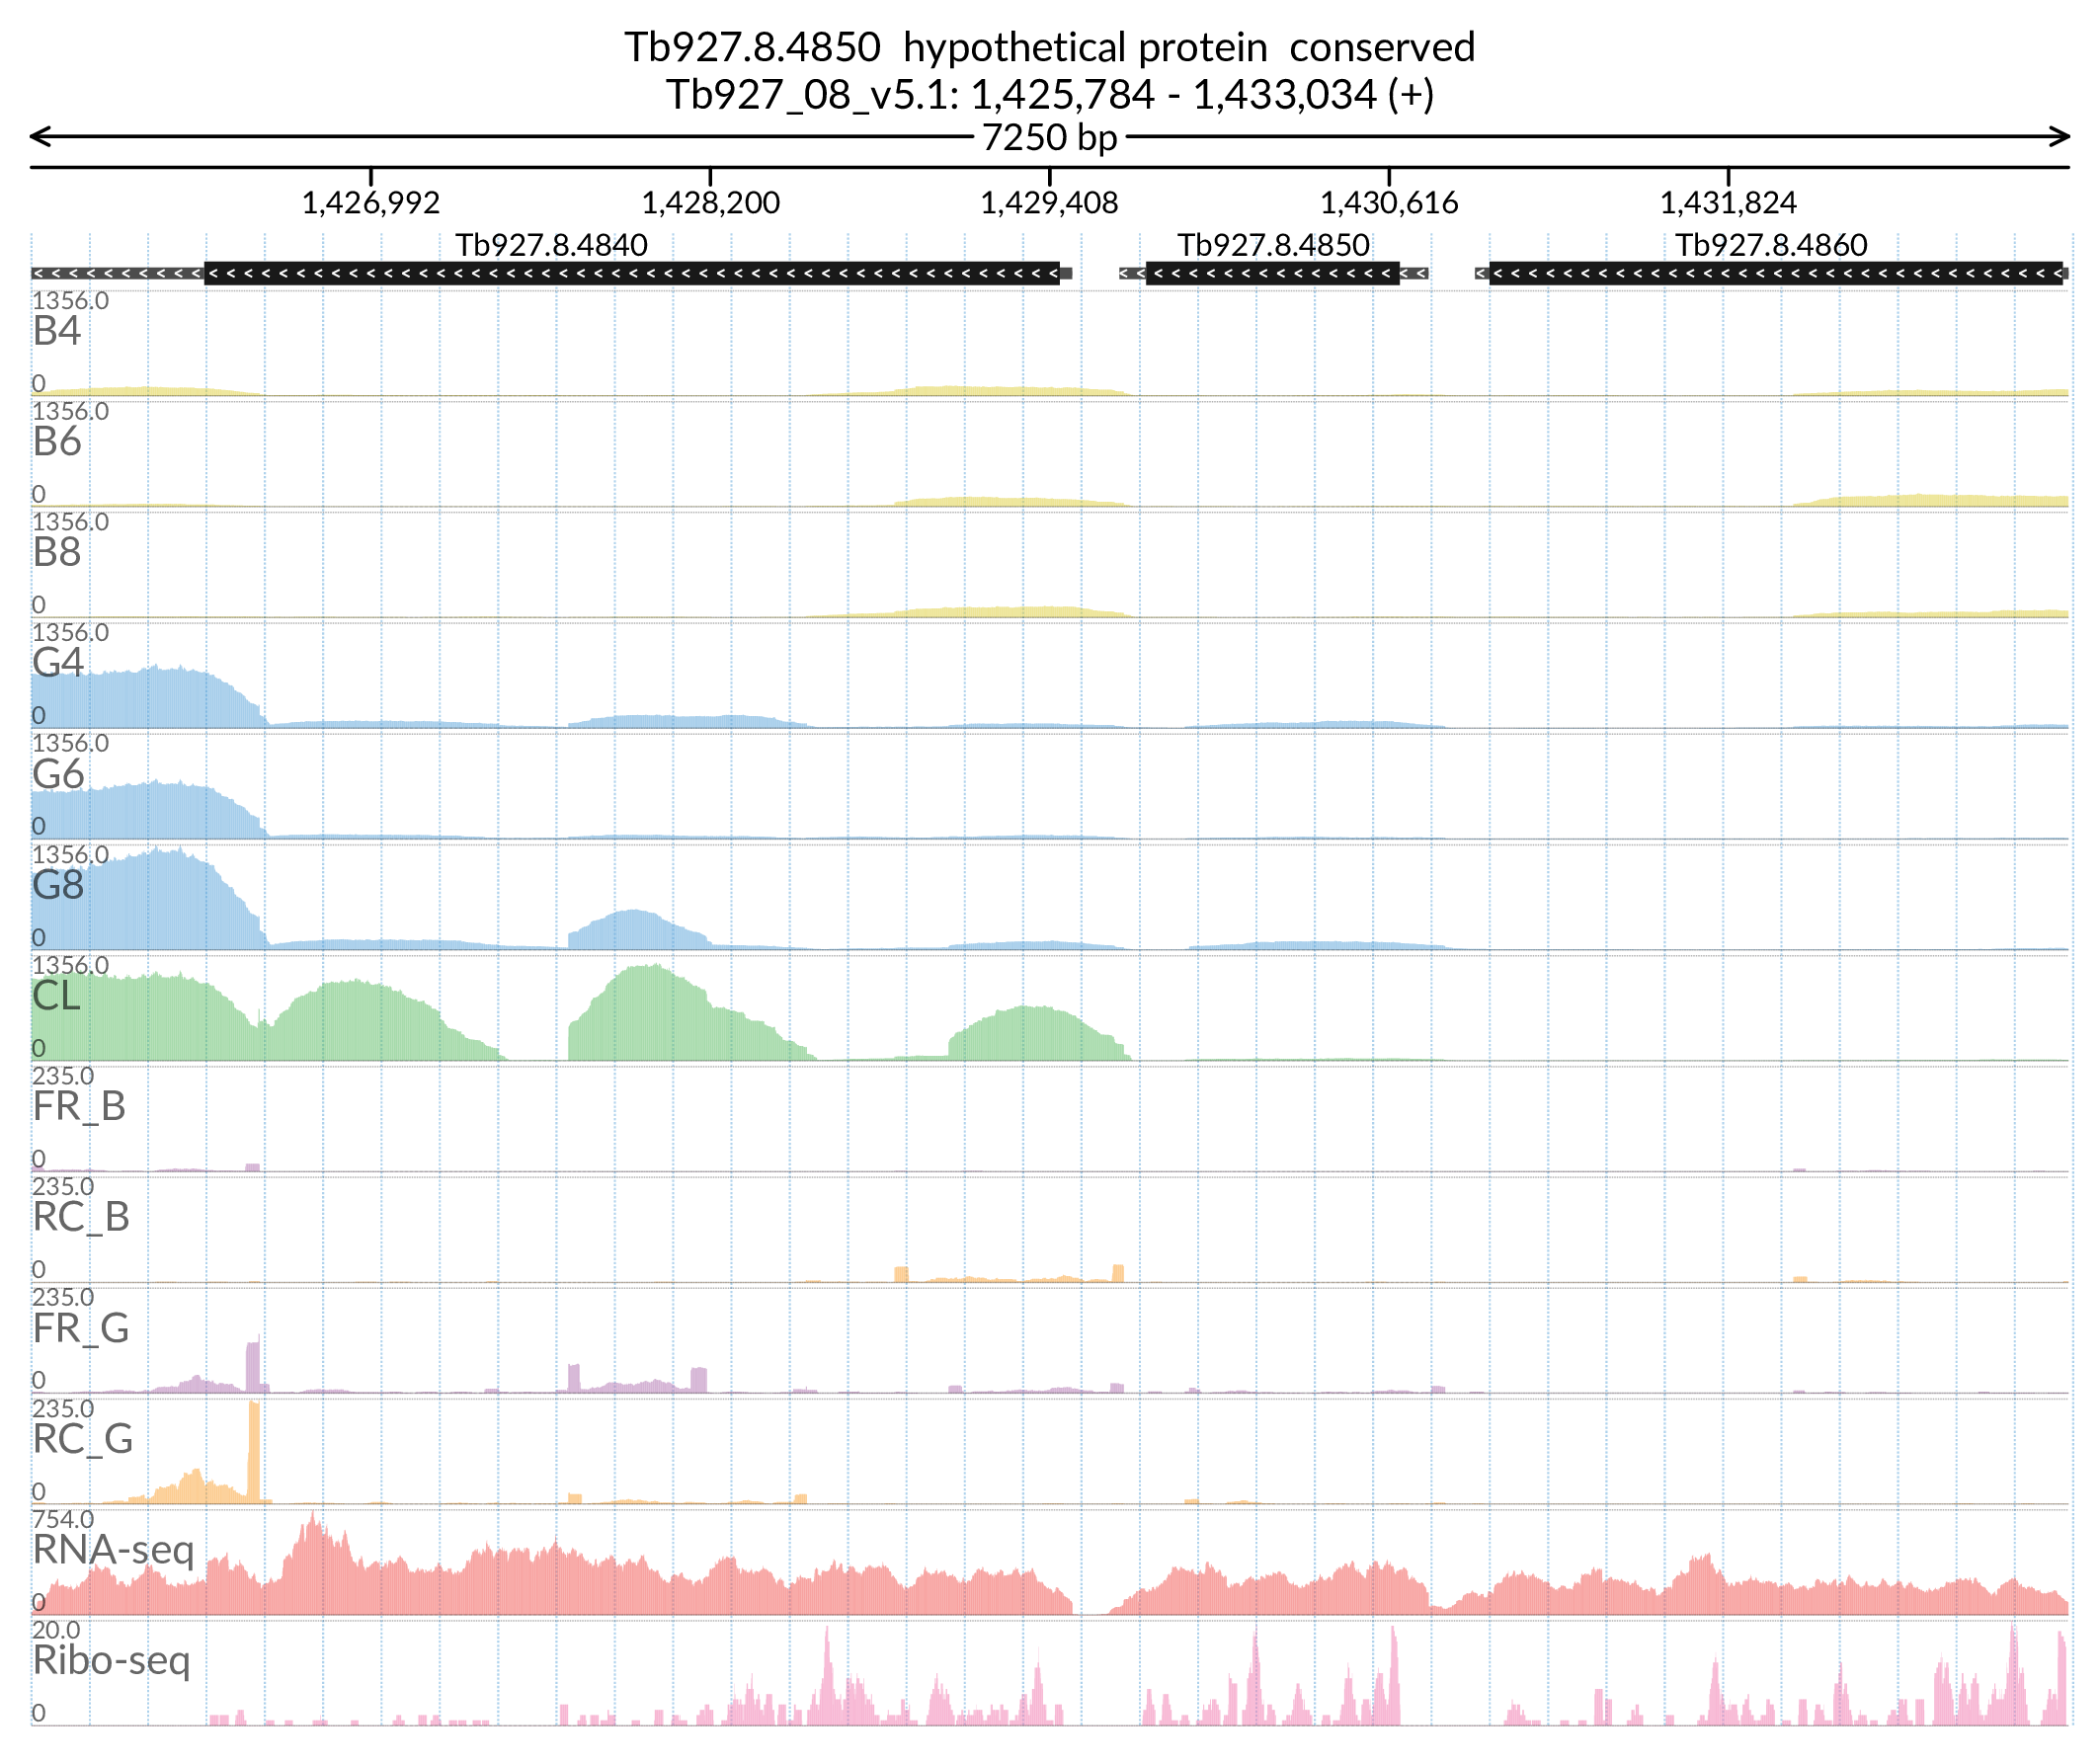 Tb927.8.4850 hypothetical protein conserved
Tb927_08_v5.1: 1,425,784 - 1,433,034 (+)
7250 bp
1,426,992 1,428,200 1,429,408 1,430,616 1,431,824
Tb927.8.4840 Tb927.8.4850 Tb927.8.4860
1356.0
B4
0
1356.0
B6
0
1356.0
B8
0
1356.0
G4
0
1356.0
G6
0
1356.0
G8
0
1356.0
CL
0
235.0
FR_B
0
235.0
RC_B
0
235.0
FR_G
0
235.0
RC_G
0
754.0
RNA-seq
0
20.0
Ribo-seq
0